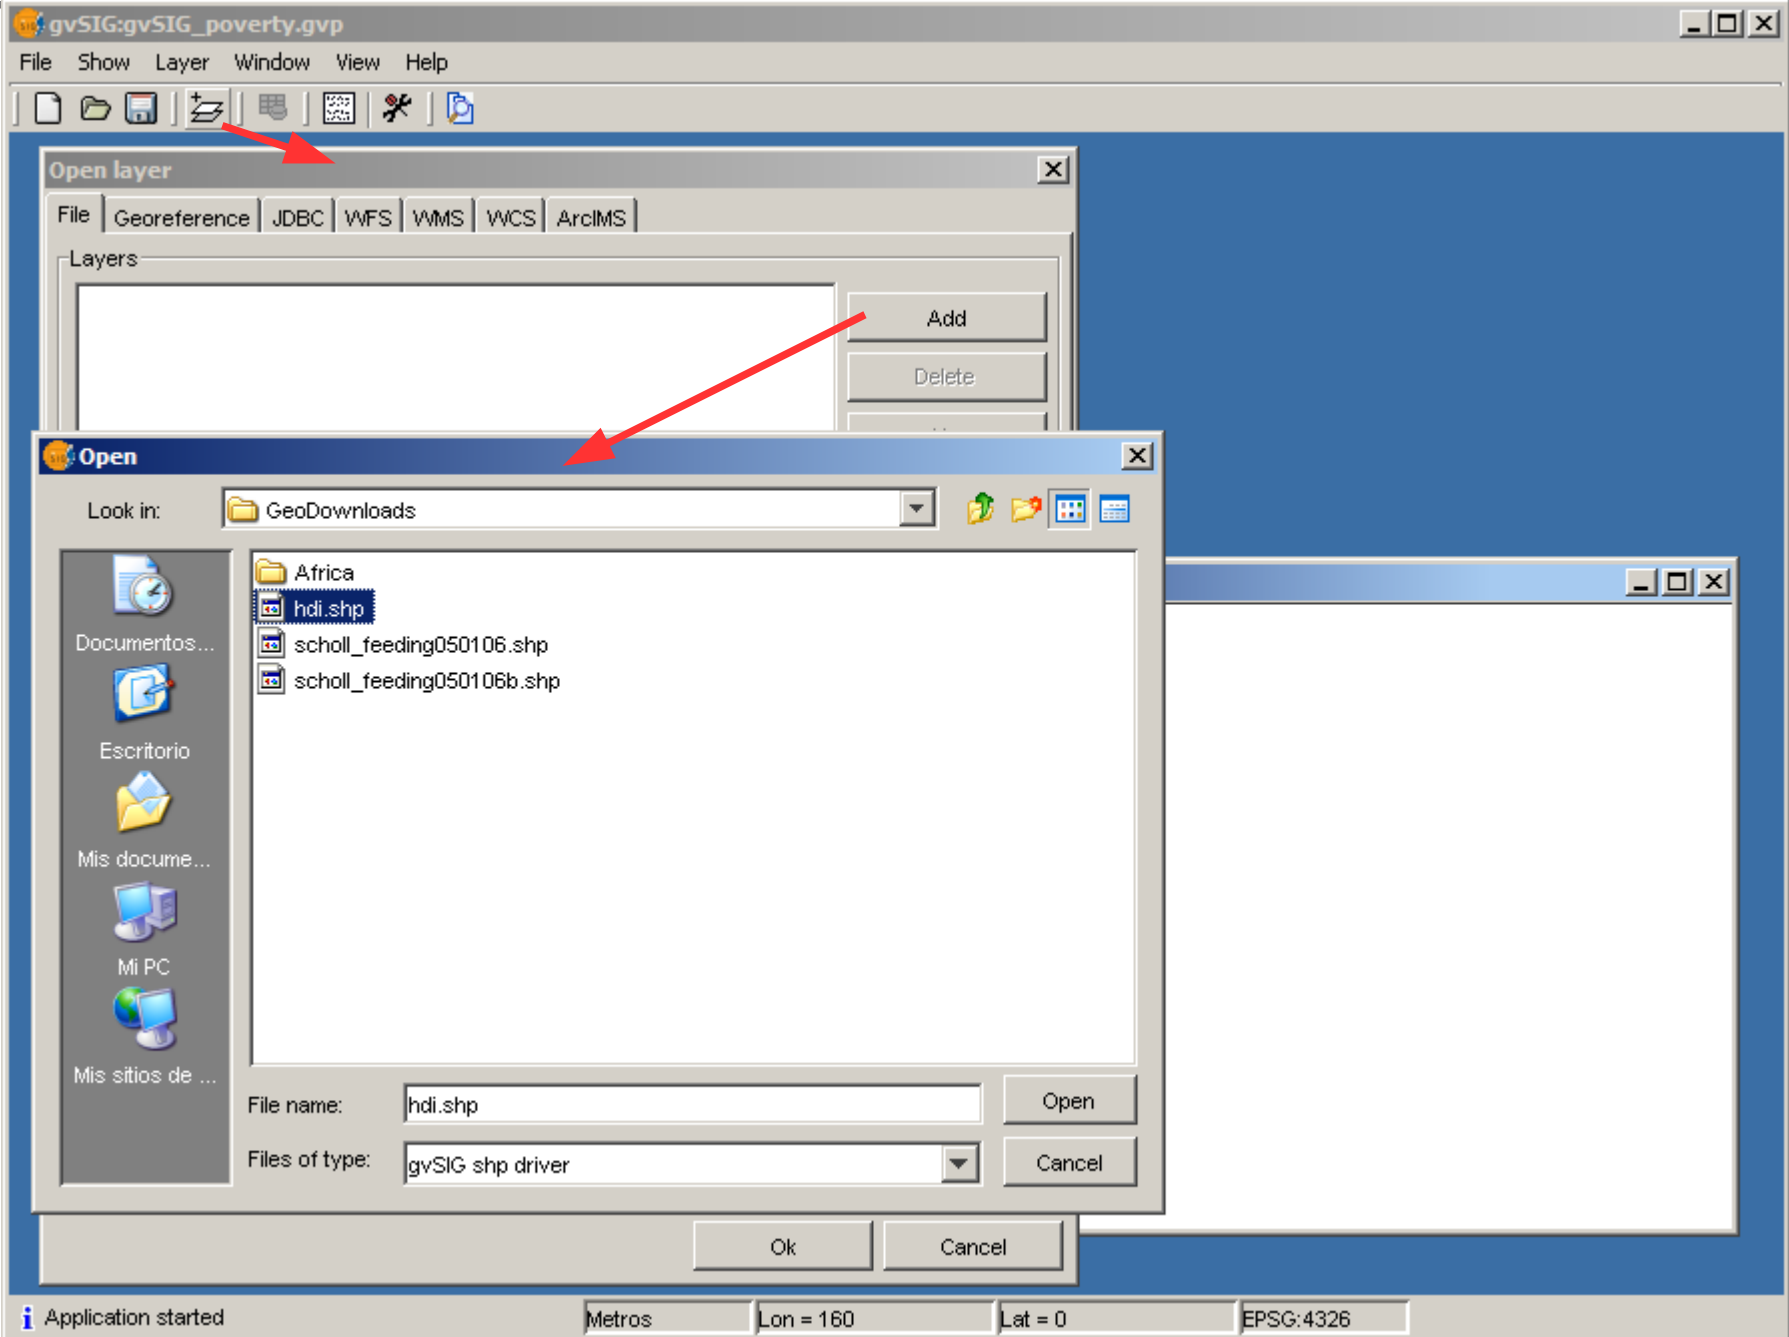 gvSIG:gvSIG_poverty.gvp
File Show Layer Window View Help
Open layer
File Georeference JDBC WFS WMS WCS ArcIMS
Layers
Add
Delete
Open
Look in: GeoDownloads
Africa
hdi.shp
scholl_feeding050106.shp
scholl_feeding050106b.shp
Documentos...
Escritorio
Mis docume...
Mi PC
Mis sitios de ...
File name: hdi.shp Open
Files of type: gvSIG shp driver Cancel
Ok Cancel
Application started Metros Lon = 160 Lat = 0 EPSG:4326